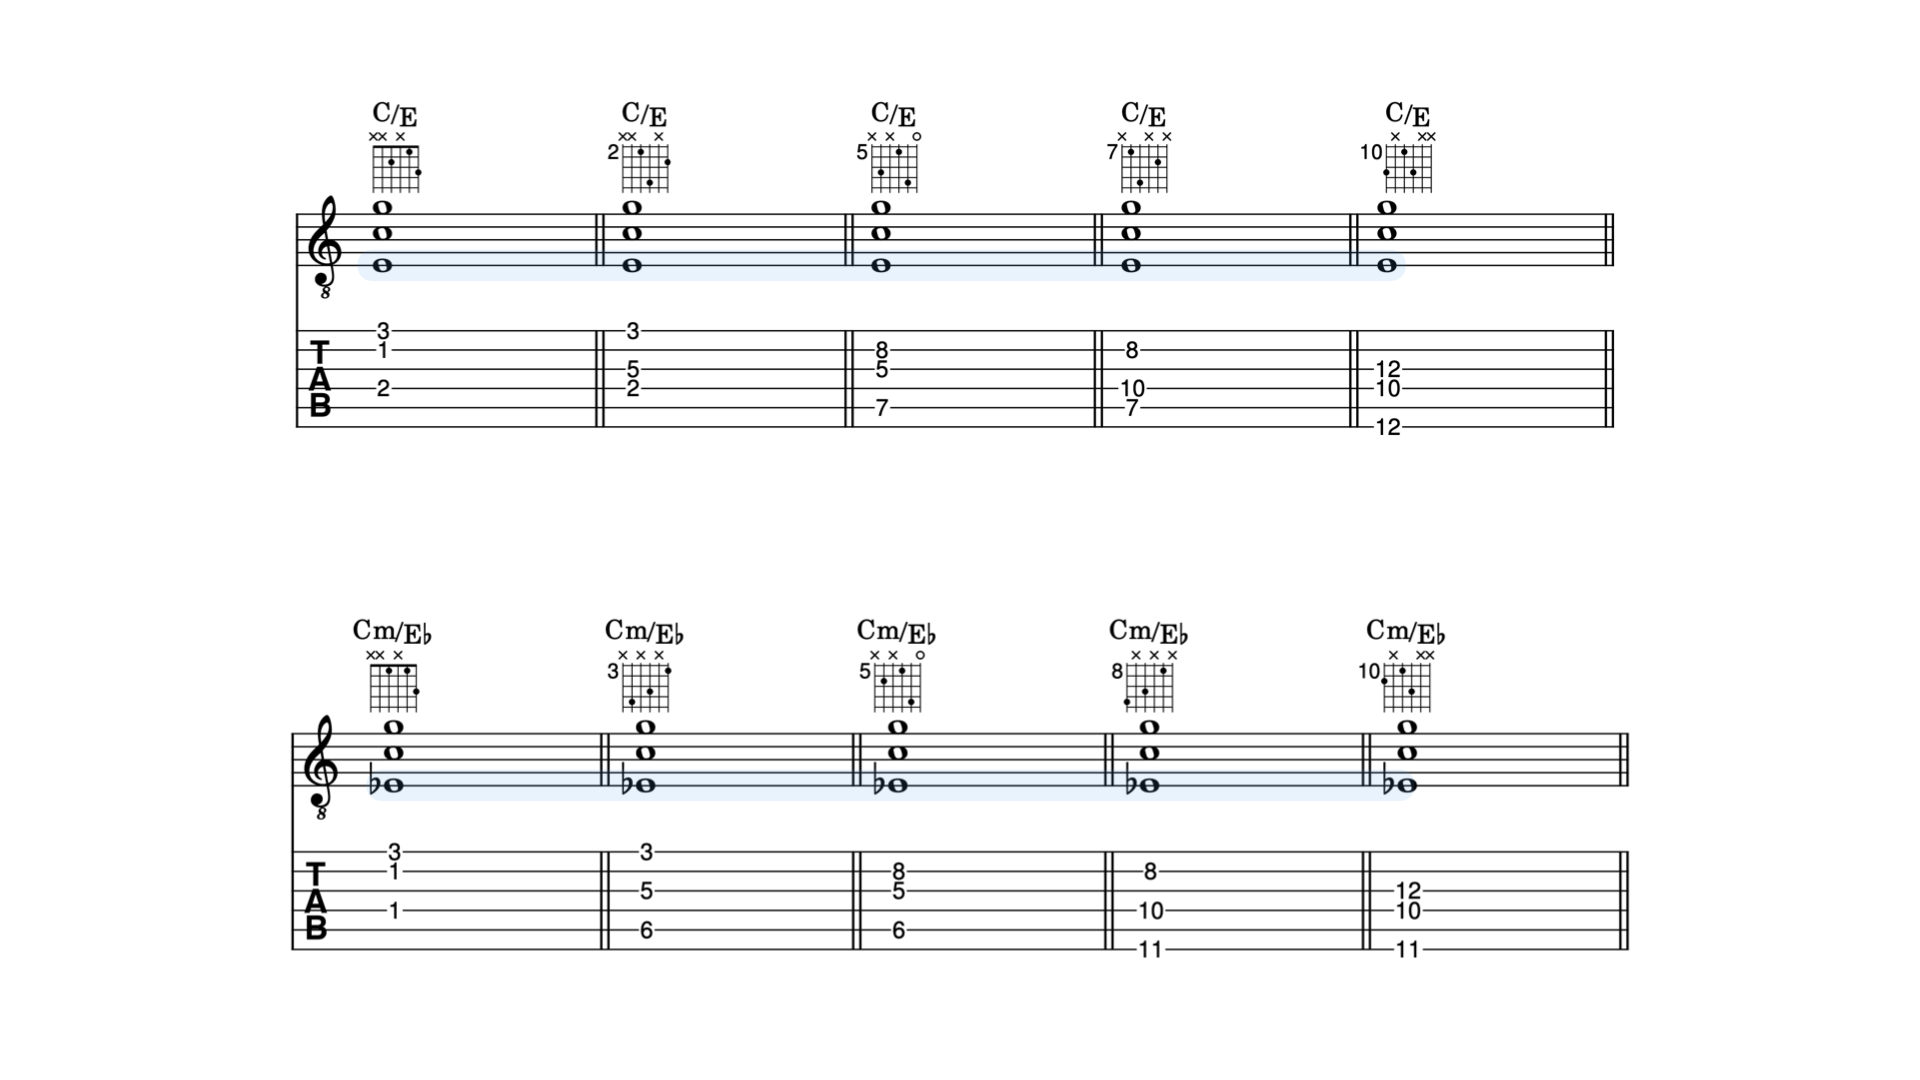 C/E C/E C/E C/E C/E
×× × ×× × × × ○ × × × × ××
2 5 7 10
8
3 3
T 1 8 8
5 5 12
A 2 2 10 10
B 7 7
12
Cm/E♭ Cm/E♭ Cm/E♭ Cm/E♭ Cm/E♭
×× × × × × × × ○ × × × × ××
3 5 8 10
8
3 3
T 1 8 8
5 5 12
A 1 10 10
B 6 6
11 11